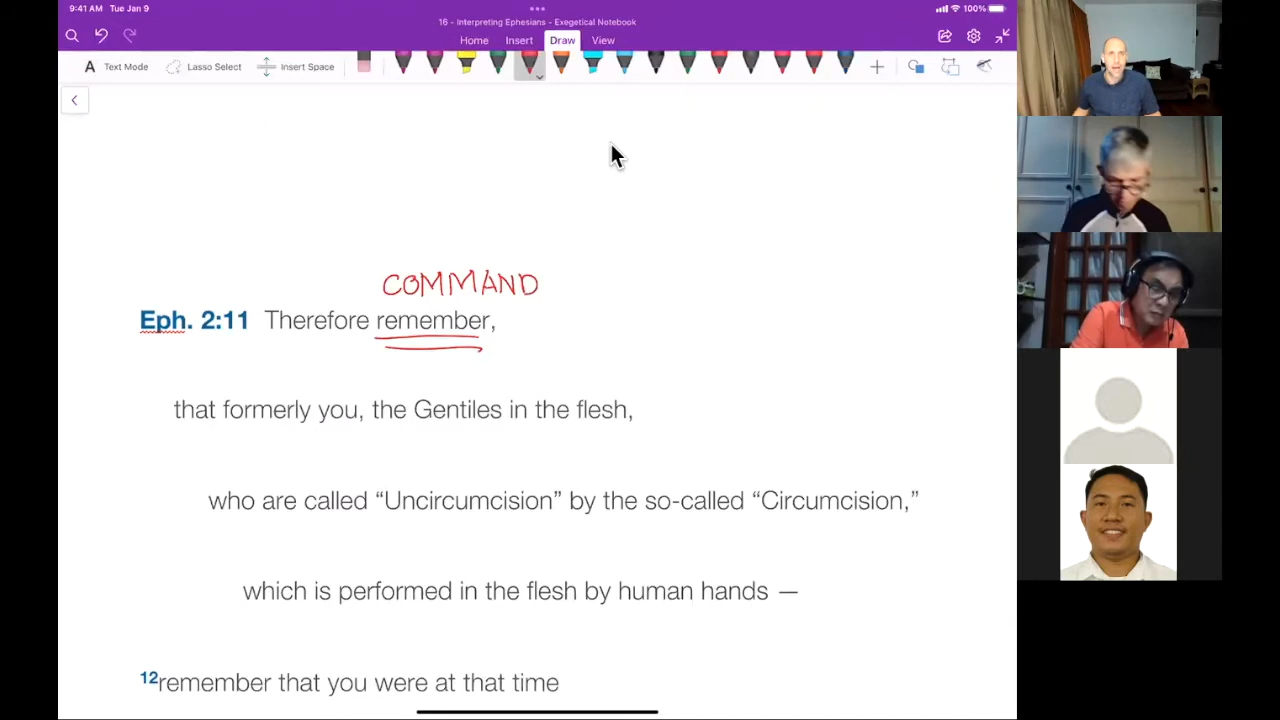 9:41 AM Tue Jan 9
100%
16 - Interpreting Ephesians - Exegetical Notebook
Home Insert Draw View
A Text Mode Lasso Select Insert Space
COMMAND
Eph. 2:11 Therefore remember,
that formerly you, the Gentiles in the flesh,
who are called “Uncircumcision” by the so-called “Circumcision,”
which is performed in the flesh by human hands —
12remember that you were at that time